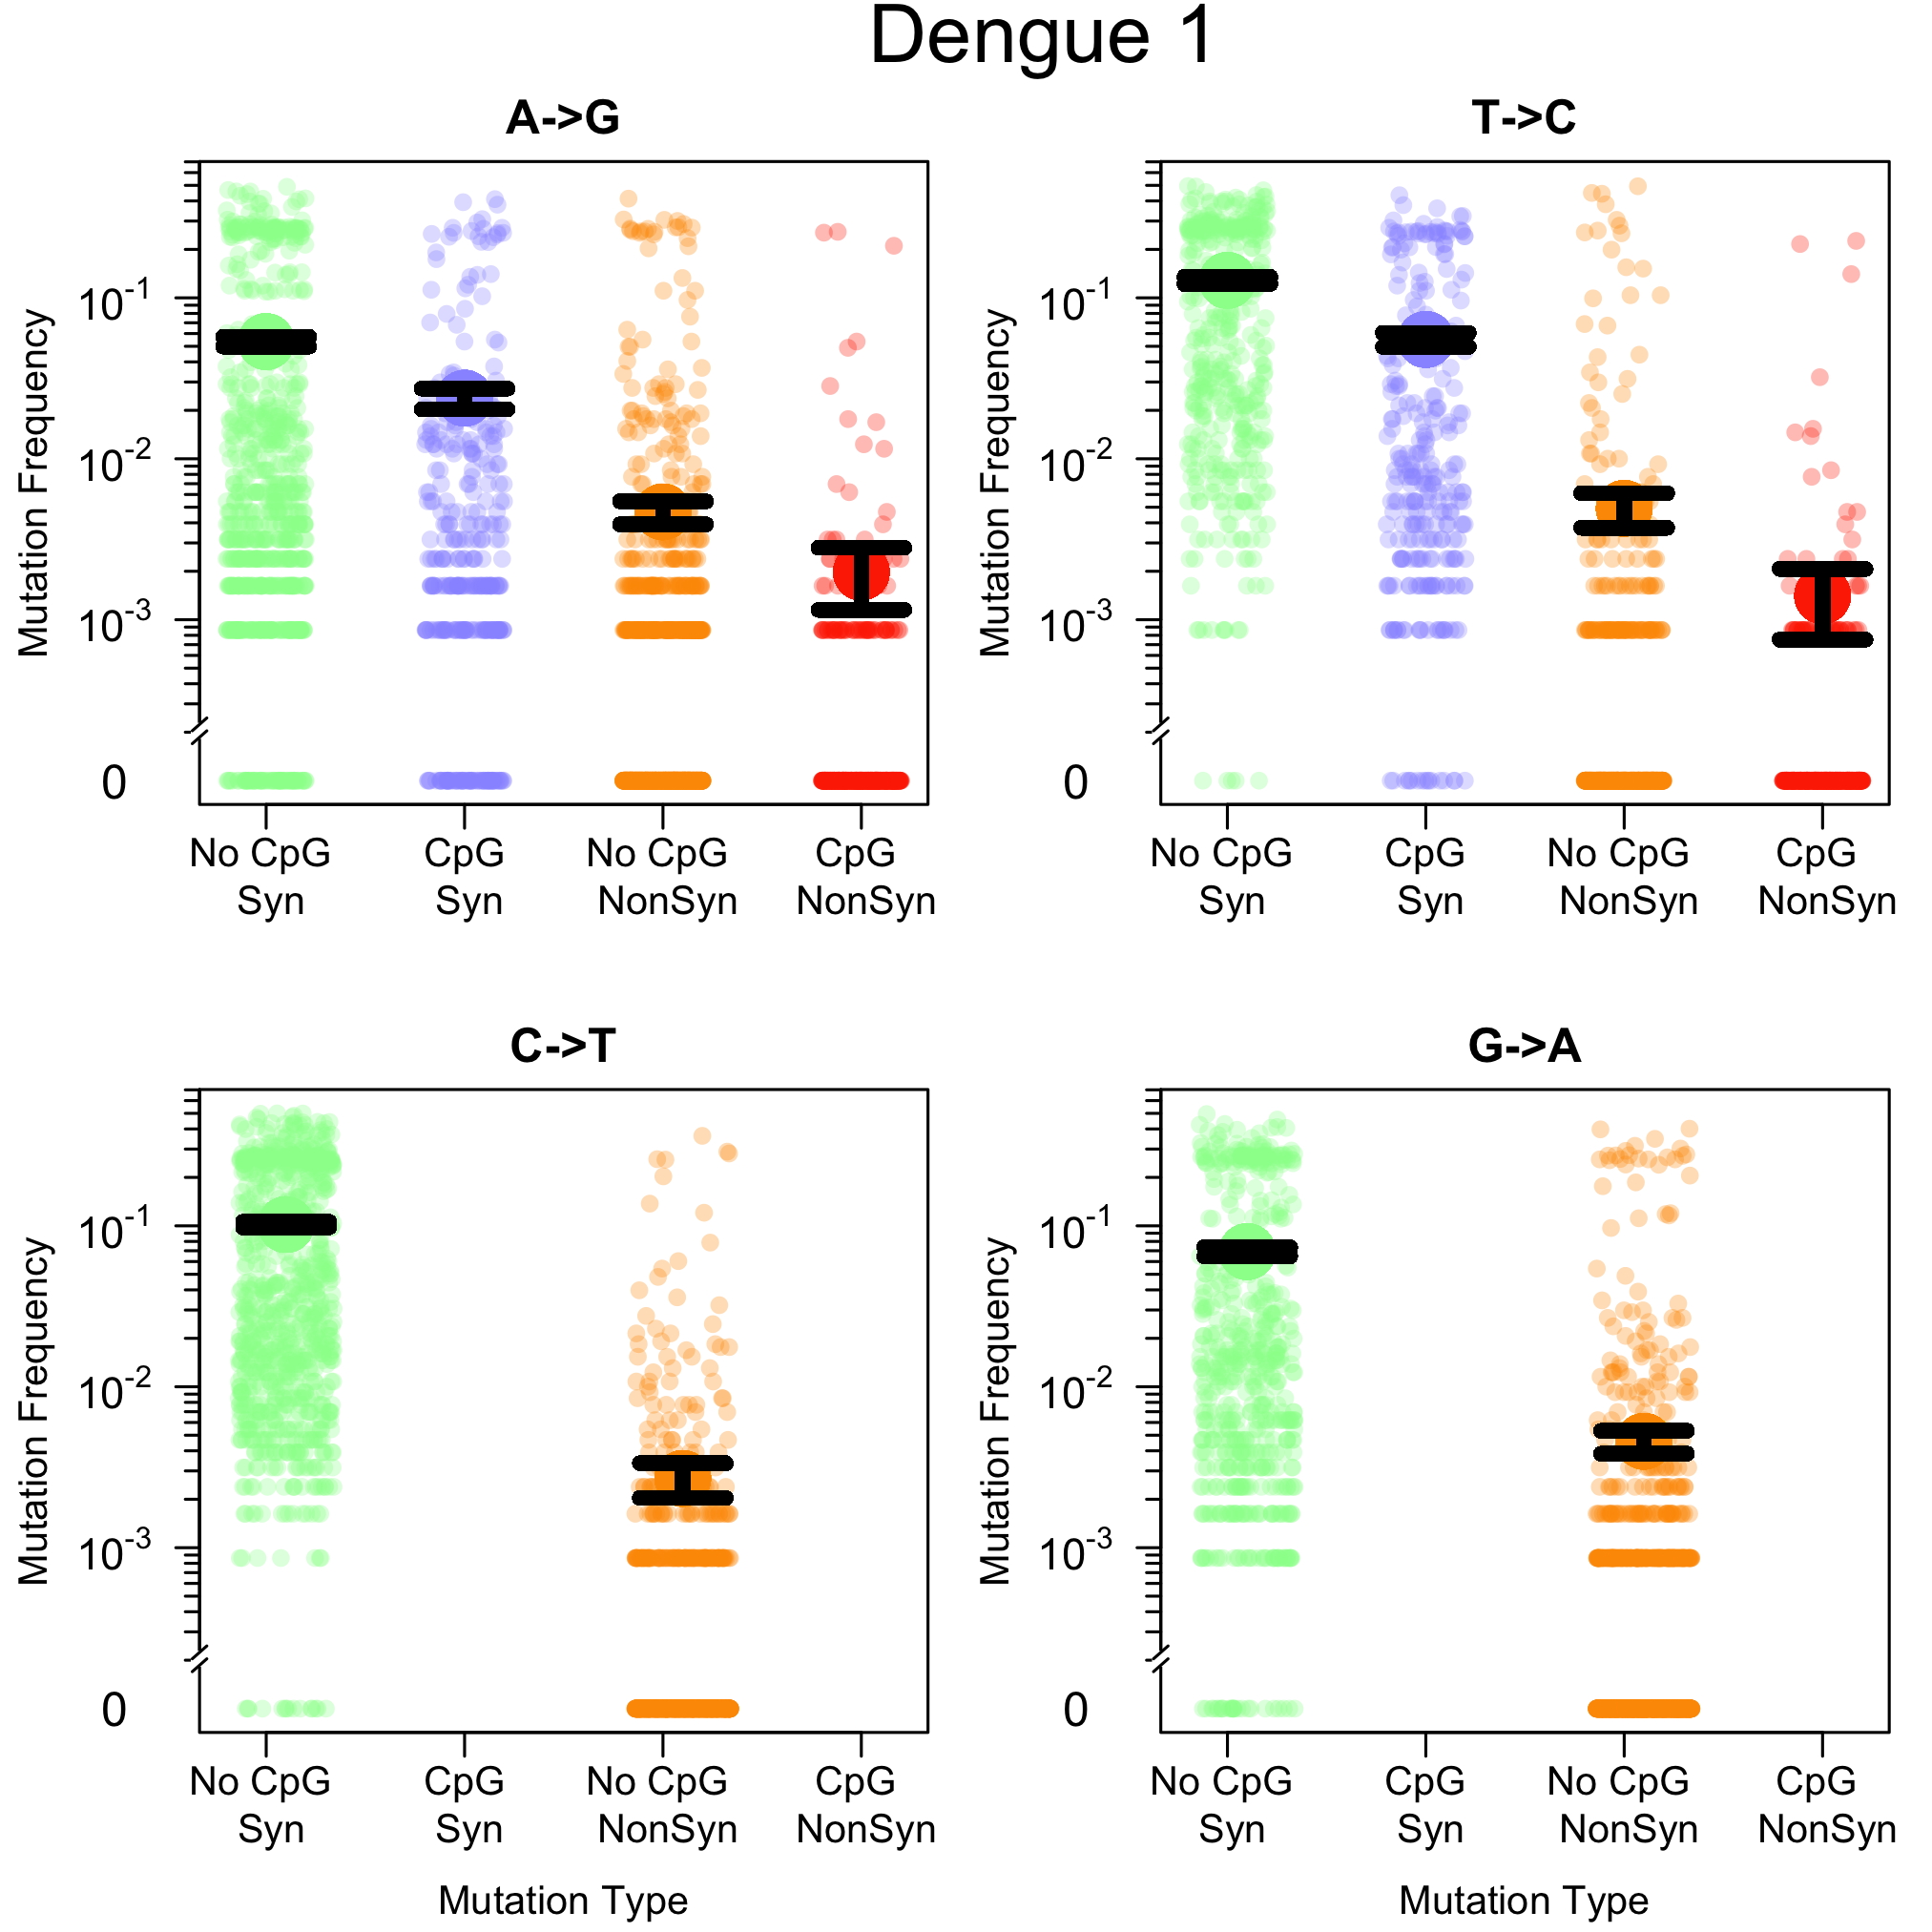 Dengue 1
A->G
Mutation Frequency
10-1
10-2
10-3
0
No CpG CpG No CpG CpG
Syn Syn NonSyn NonSyn
T->C
Mutation Frequency
10-1
10-2
10-3
0
No CpG CpG No CpG CpG
Syn Syn NonSyn NonSyn
C->T
Mutation Frequency
10-1
10-2
10-3
0
No CpG CpG No CpG CpG
Syn Syn NonSyn NonSyn
Mutation Type
G->A
Mutation Frequency
10-1
10-2
10-3
0
No CpG CpG No CpG CpG
Syn Syn NonSyn NonSyn
Mutation Type